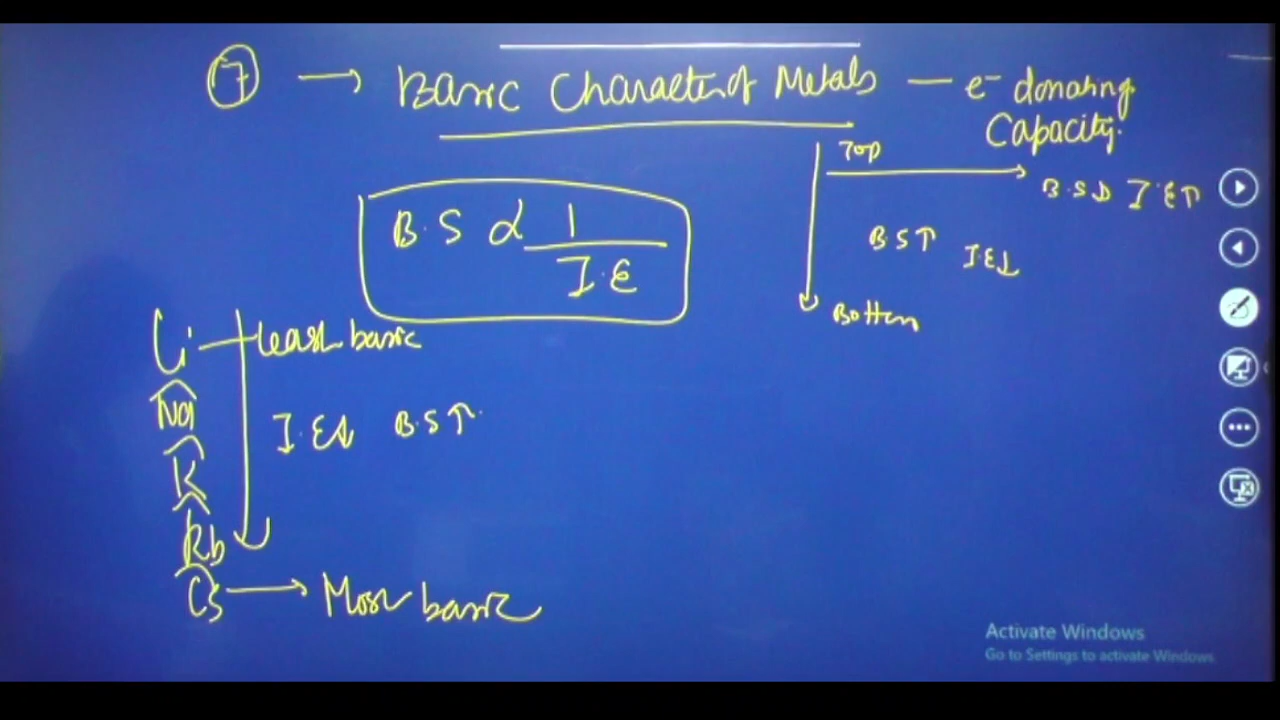 7 → Basic Character of Metals — e⁻ donating
Capacity.
Top
B.S↓ I.E↑
B.S ∝ 1
I.E
B.S↑ I.E↓
Bottom
Li — least basic
Na
I.E↓ B.S↑
K
Rb
Cs → Most basic
Activate Windows
Go to Settings to activate Windows.